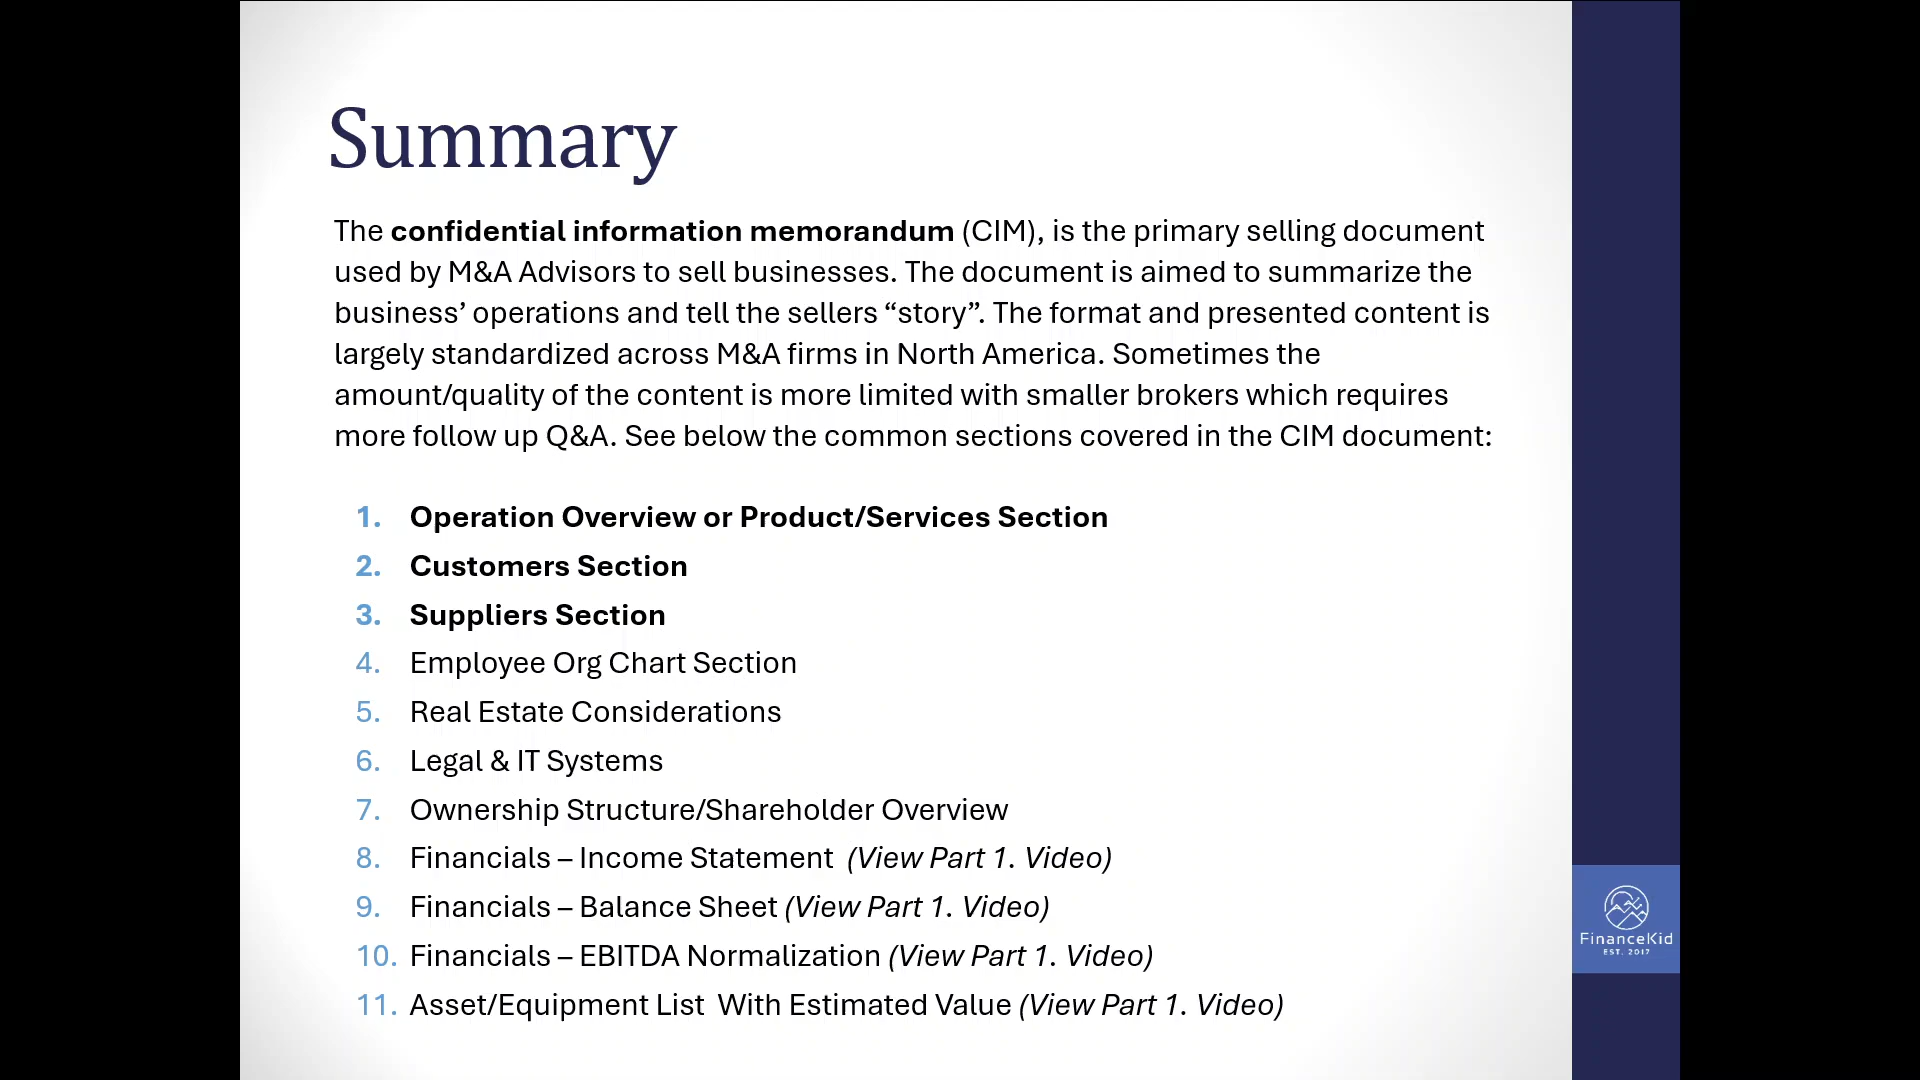 Summary
The confidential information memorandum (CIM), is the primary selling document
used by M&A Advisors to sell businesses. The document is aimed to summarize the
business’ operations and tell the sellers “story”. The format and presented content is
largely standardized across M&A firms in North America. Sometimes the
amount/quality of the content is more limited with smaller brokers which requires
more follow up Q&A. See below the common sections covered in the CIM document:
1. Operation Overview or Product/Services Section
2. Customers Section
3. Suppliers Section
4. Employee Org Chart Section
5. Real Estate Considerations
6. Legal & IT Systems
7. Ownership Structure/Shareholder Overview
8. Financials – Income Statement (View Part 1. Video)
9. Financials – Balance Sheet (View Part 1. Video)
10. Financials – EBITDA Normalization (View Part 1. Video)
11. Asset/Equipment List With Estimated Value (View Part 1. Video)
FinanceKid
EST. 2017